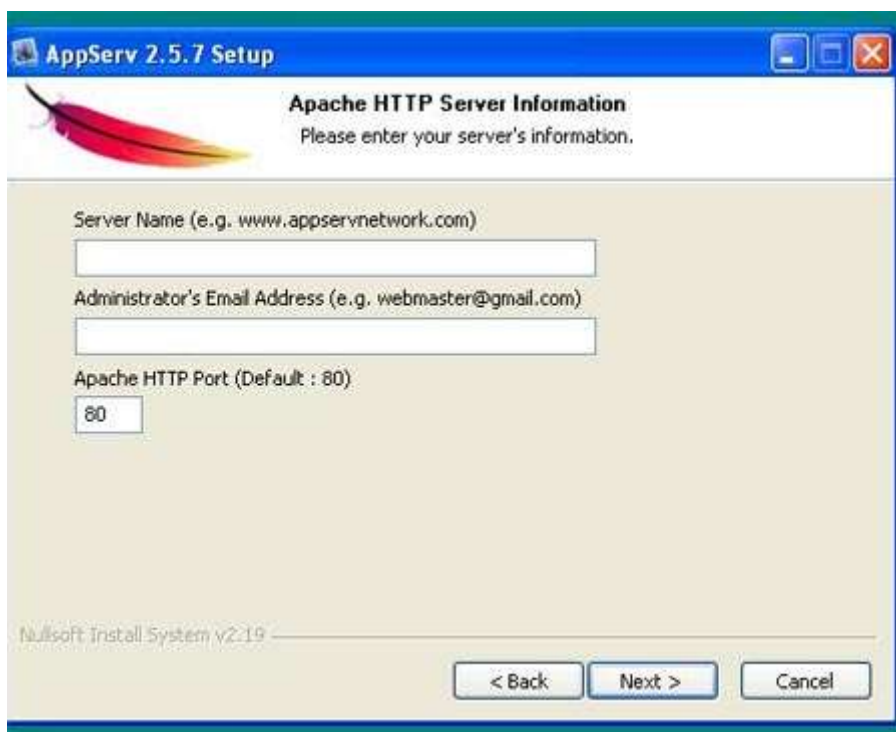 AppServ 2.5.7 Setup
Apache HTTP Server Information
Please enter your server's information.
Server Name (e.g. www.appservnetwork.com)
Administrator's Email Address (e.g. webmaster@gmail.com)
Apache HTTP Port (Default : 80)
80
Nullsoft Install System v2.19
< Back Next > Cancel